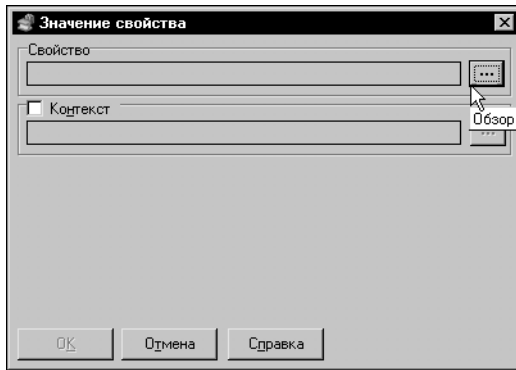 Значение свойства
Свойство
...
Контекст
Обзор
...
OK
Отмена
Справка